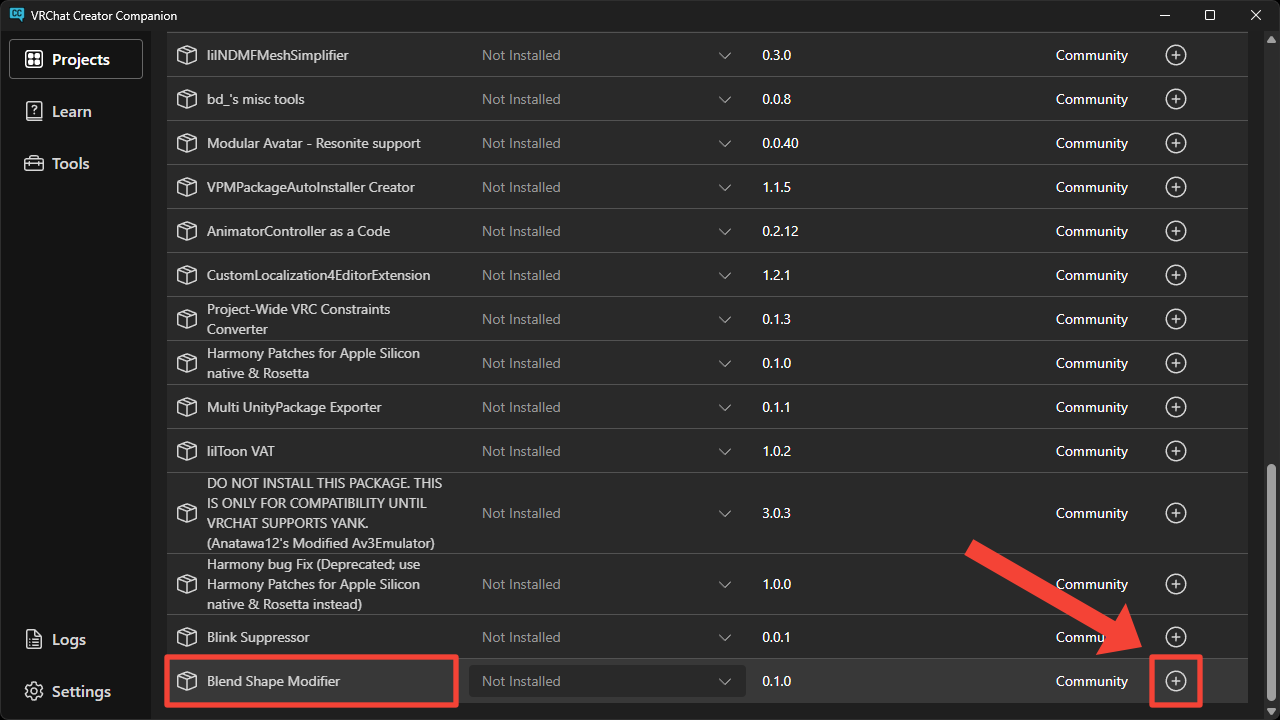 VRChat Creator Companion
Projects
Learn
Tools
Logs
Settings
lilNDMFMeshSimplifier Not Installed 0.3.0 Community
bd_'s misc tools Not Installed 0.0.8 Community
Modular Avatar - Resonite support Not Installed 0.0.40 Community
VPMPackageAutoInstaller Creator Not Installed 1.1.5 Community
AnimatorController as a Code Not Installed 0.2.12 Community
CustomLocalization4EditorExtension Not Installed 1.2.1 Community
Project-Wide VRC Constraints
Converter
Not Installed 0.1.3 Community
Harmony Patches for Apple Silicon
native & Rosetta
Not Installed 0.1.0 Community
Multi UnityPackage Exporter Not Installed 0.1.1 Community
lilToon VAT Not Installed 1.0.2 Community
DO NOT INSTALL THIS PACKAGE. THIS
IS ONLY FOR COMPATIBILITY UNTIL
VRCHAT SUPPORTS YANK.
(Anatawa12's Modified Av3Emulator)
Not Installed 3.0.3 Community
Harmony bug Fix (Deprecated; use
Harmony Patches for Apple Silicon
native & Rosetta instead)
Not Installed 1.0.0 Community
Blink Suppressor Not Installed 0.0.1 Community
Blend Shape Modifier Not Installed 0.1.0 Community